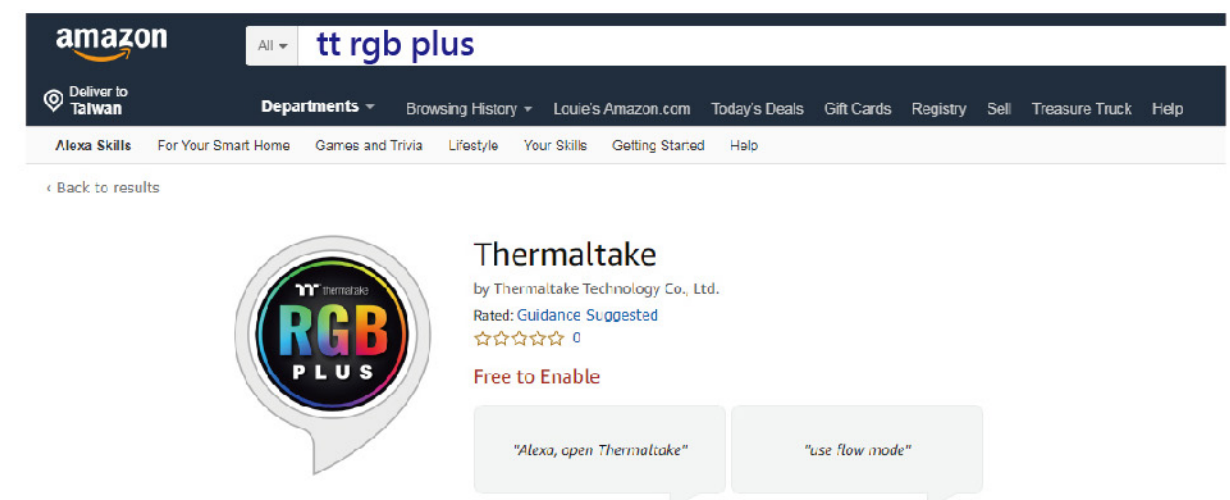 amazon
All
tt rgb plus
Deliver to
Taiwan
Departments
Browsing History
Louie's Amazon.com
Today's Deals
Gift Cards
Registry
Sell
Treasure Truck
Help
Alexa Skills
For Your Smart Home
Games and Trivia
Lifestyle
Your Skills
Getting Started
Help
‹ Back to results
thermaltake
RGB
PLUS
Thermaltake
by Thermaltake Technology Co., Ltd.
Rated: Guidance Suggested
0
Free to Enable
"Alexa, open Thermaltake"
"use flow mode"